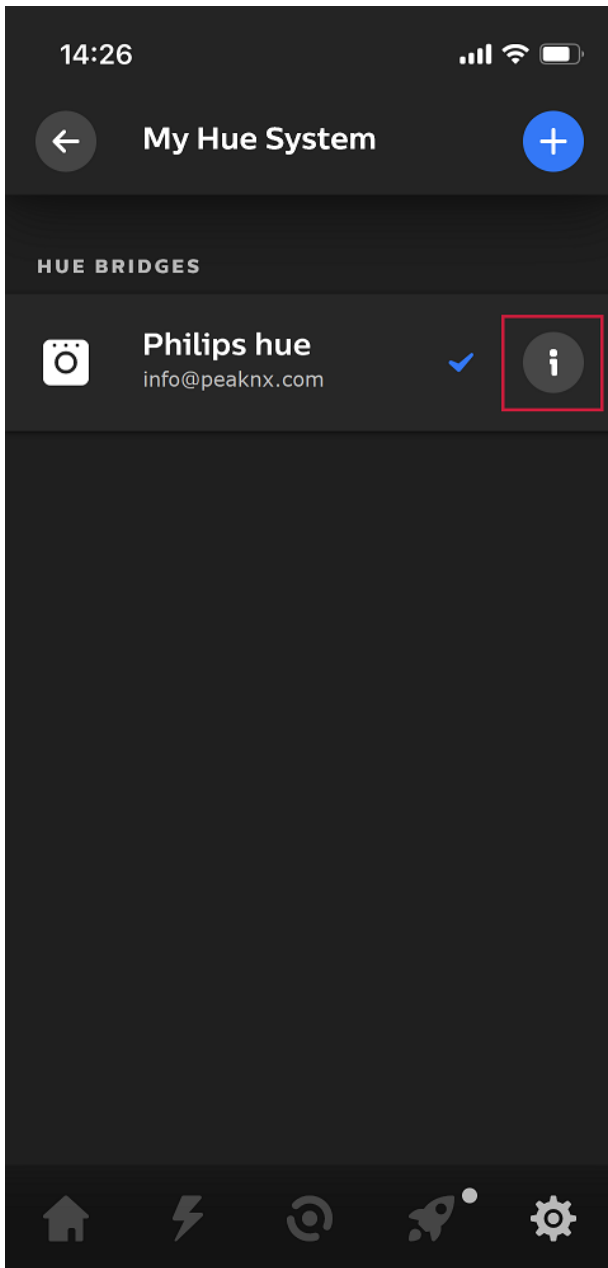 14:26
My Hue System
HUE BRIDGES
Philips hue
info@peaknx.com